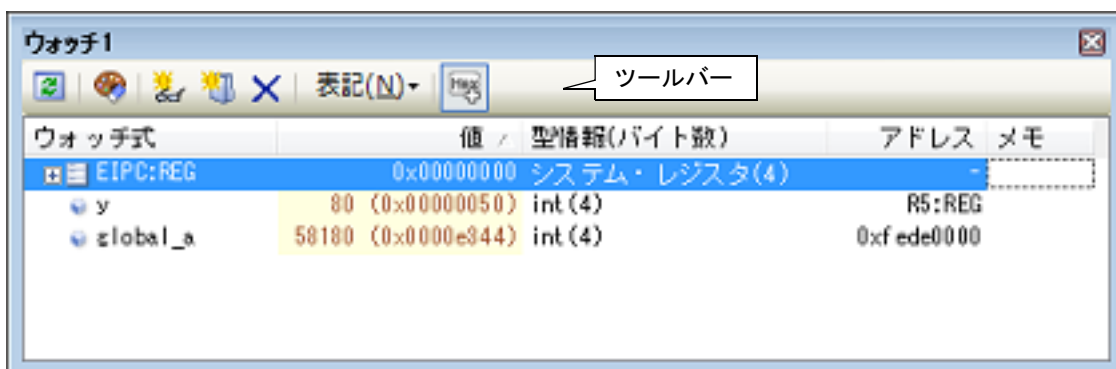 ウォッチ1
表記(N) Hex
ツールバー
ウォッチ式 値 型情報(バイト数) アドレス メモ
EIPC:REG 0x00000000 システム・レジスタ(4) -
y 80 (0x00000050) int(4) R5:REG
global_a 58180 (0x0000e344) int(4) 0xfede0000